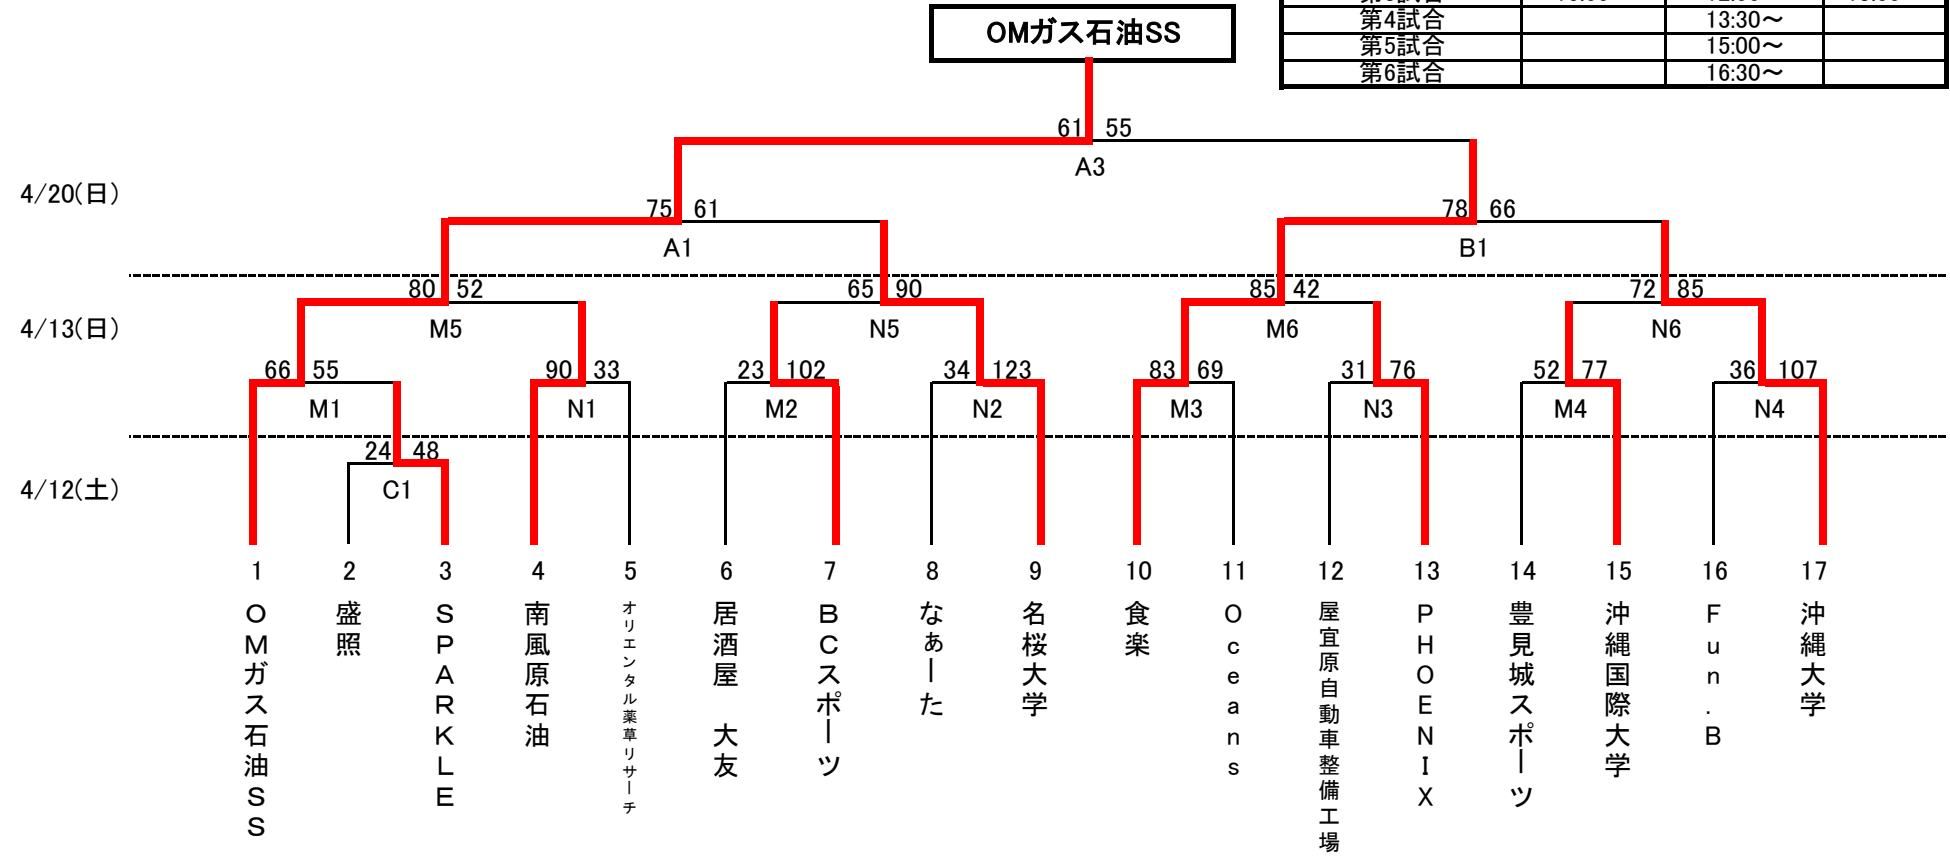 OMガス石油SS
第4試合 13:30～
第5試合 15:00～
第6試合 16:30～
61 55
A3
4/20(日)
75 61 78 66
A1 B1
80 52 65 90 85 42 72 85
4/13(日) M5 N5 M6 N6
66 55 90 33 23 102 34 123 83 69 31 76 52 77 36 107
M1 N1 M2 N2 M3 N3 M4 N4
24 48
4/12(土) C1
1 2 3 4 5 6 7 8 9 10 11 12 13 14 15 16 17
OMガス石油SS
盛照
SPARKLE
南風原石油
オリエンタル薬草リサーチ
居酒屋　大友
BCスポーツ
なぁーた
名桜大学
食楽
Oceans
屋宜原自動車整備工場
PHOENIX
豊見城スポーツ
沖縄国際大学
Fun.B
沖縄大学